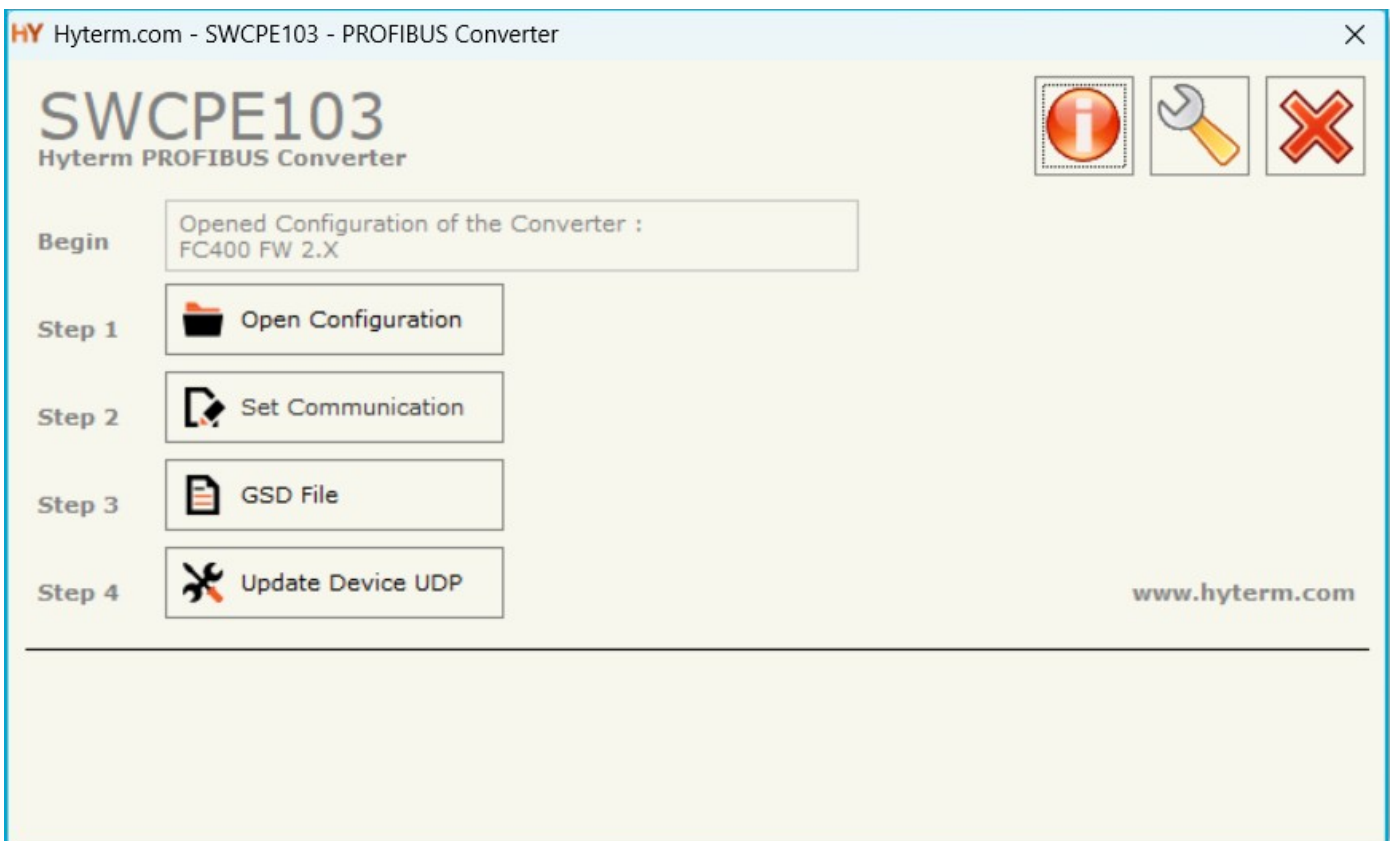 HY Hyterm.com - SWCPE103 - PROFIBUS Converter
SWCPE103
Hyterm PROFIBUS Converter
Begin
Opened Configuration of the Converter :
FC400 FW 2.X
Step 1
Open Configuration
Step 2
Set Communication
Step 3
GSD File
Step 4
Update Device UDP
www.hyterm.com